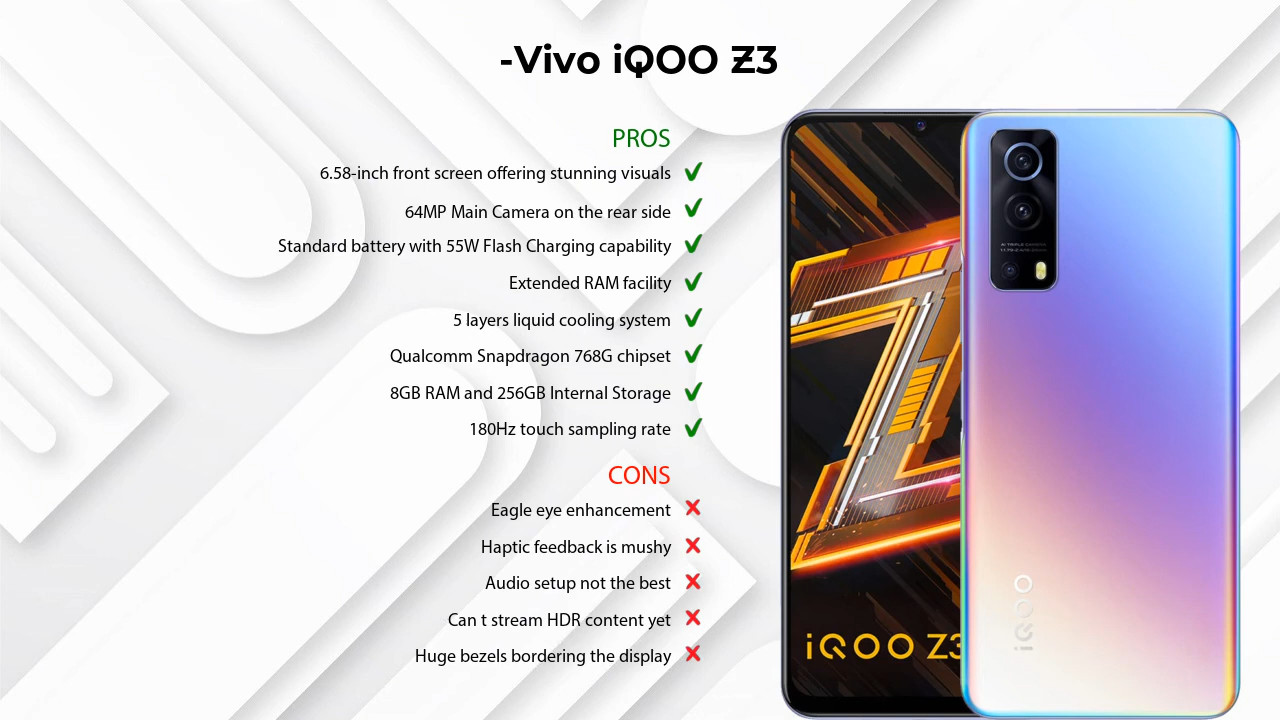 -Vivo iQOO Z3
PROS
6.58-inch front screen offering stunning visuals
64MP Main Camera on the rear side
Standard battery with 55W Flash Charging capability
Extended RAM facility
5 layers liquid cooling system
Qualcomm Snapdragon 768G chipset
8GB RAM and 256GB Internal Storage
180Hz touch sampling rate
CONS
Eagle eye enhancement
Haptic feedback is mushy
Audio setup not the best
Can t stream HDR content yet
Huge bezels bordering the display
AI TRIPLE CAMERA
iQOO Z3
iQOO